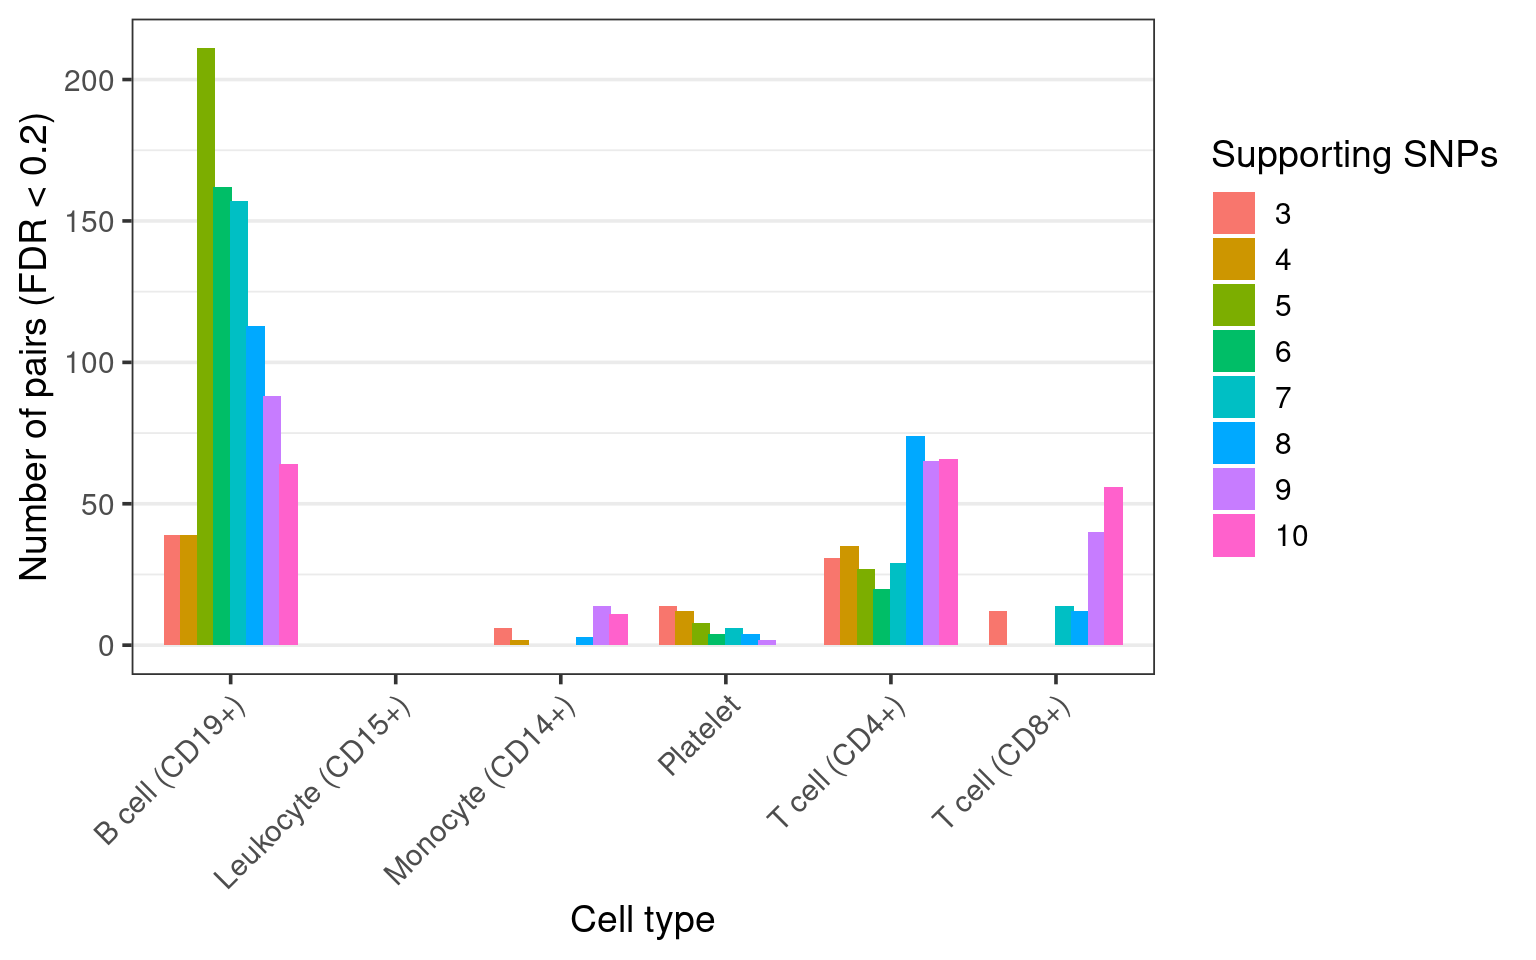 Number of pairs (FDR < 0.2)
200
150
100
50
0
B cell (CD19+)
Leukocyte (CD15+)
Monocyte (CD14+)
Platelet
T cell (CD4+)
T cell (CD8+)
Cell type
Supporting SNPs
3
4
5
6
7
8
9
10